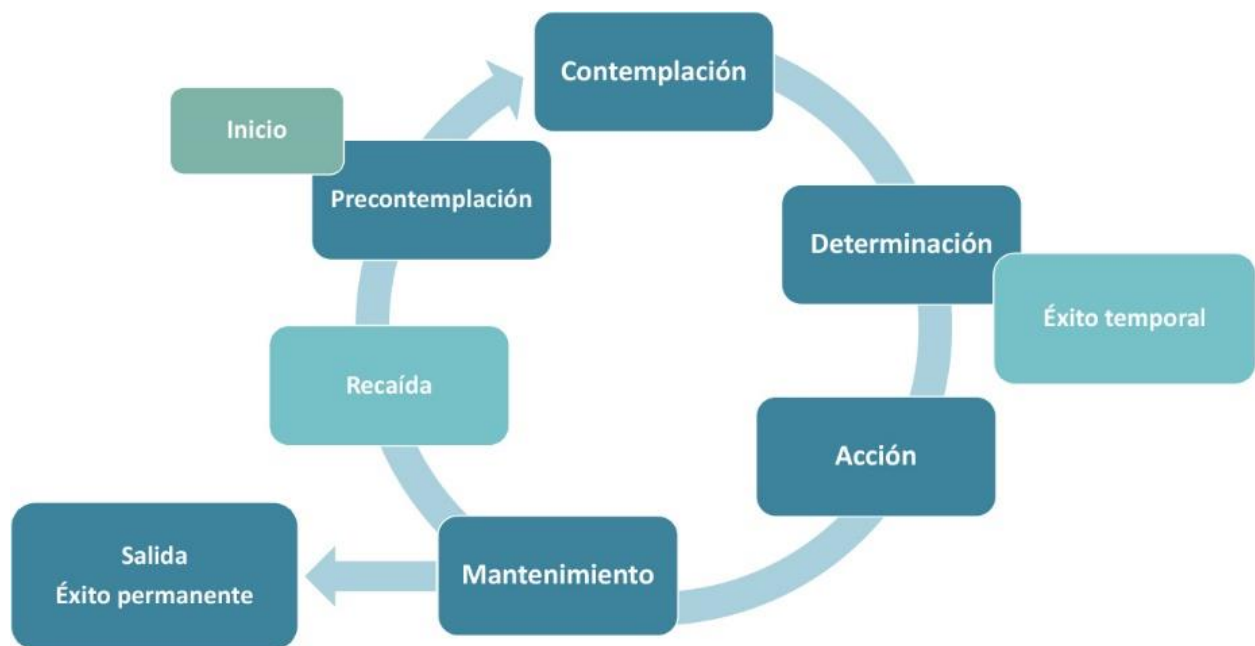 Contemplación
Inicio
Precontemplación
Determinación
Éxito temporal
Recaída
Acción
Salida
Éxito permanente
Mantenimiento